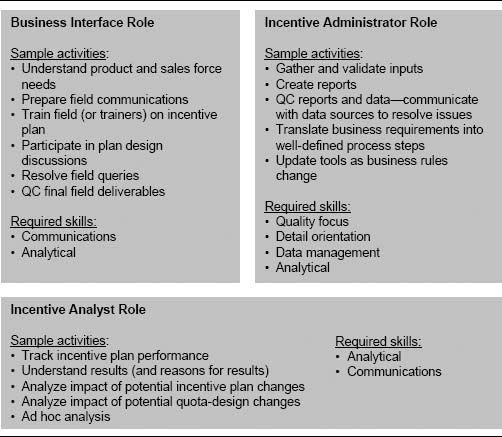 Business Interface Role
Sample activities:
• Understand product and sales force
needs
• Prepare field communications
• Train field (or trainers) on incentive
plan
• Participate in plan design
discussions
• Resolve field queries
• QC final field deliverables
Required skills:
• Communications
• Analytical
Incentive Administrator Role
Sample activities:
• Gather and validate inputs
• Create reports
• QC reports and data—communicate
with data sources to resolve issues
• Translate business requirements into
well-defined process steps
• Update tools as business rules
change
Required skills:
• Quality focus
• Detail orientation
• Data management
• Analytical
Incentive Analyst Role
Sample activities:
• Track incentive plan performance
• Understand results (and reasons for results)
• Analyze impact of potential incentive plan changes
• Analyze impact of potential quota-design changes
• Ad hoc analysis
Required skills:
• Analytical
• Communications